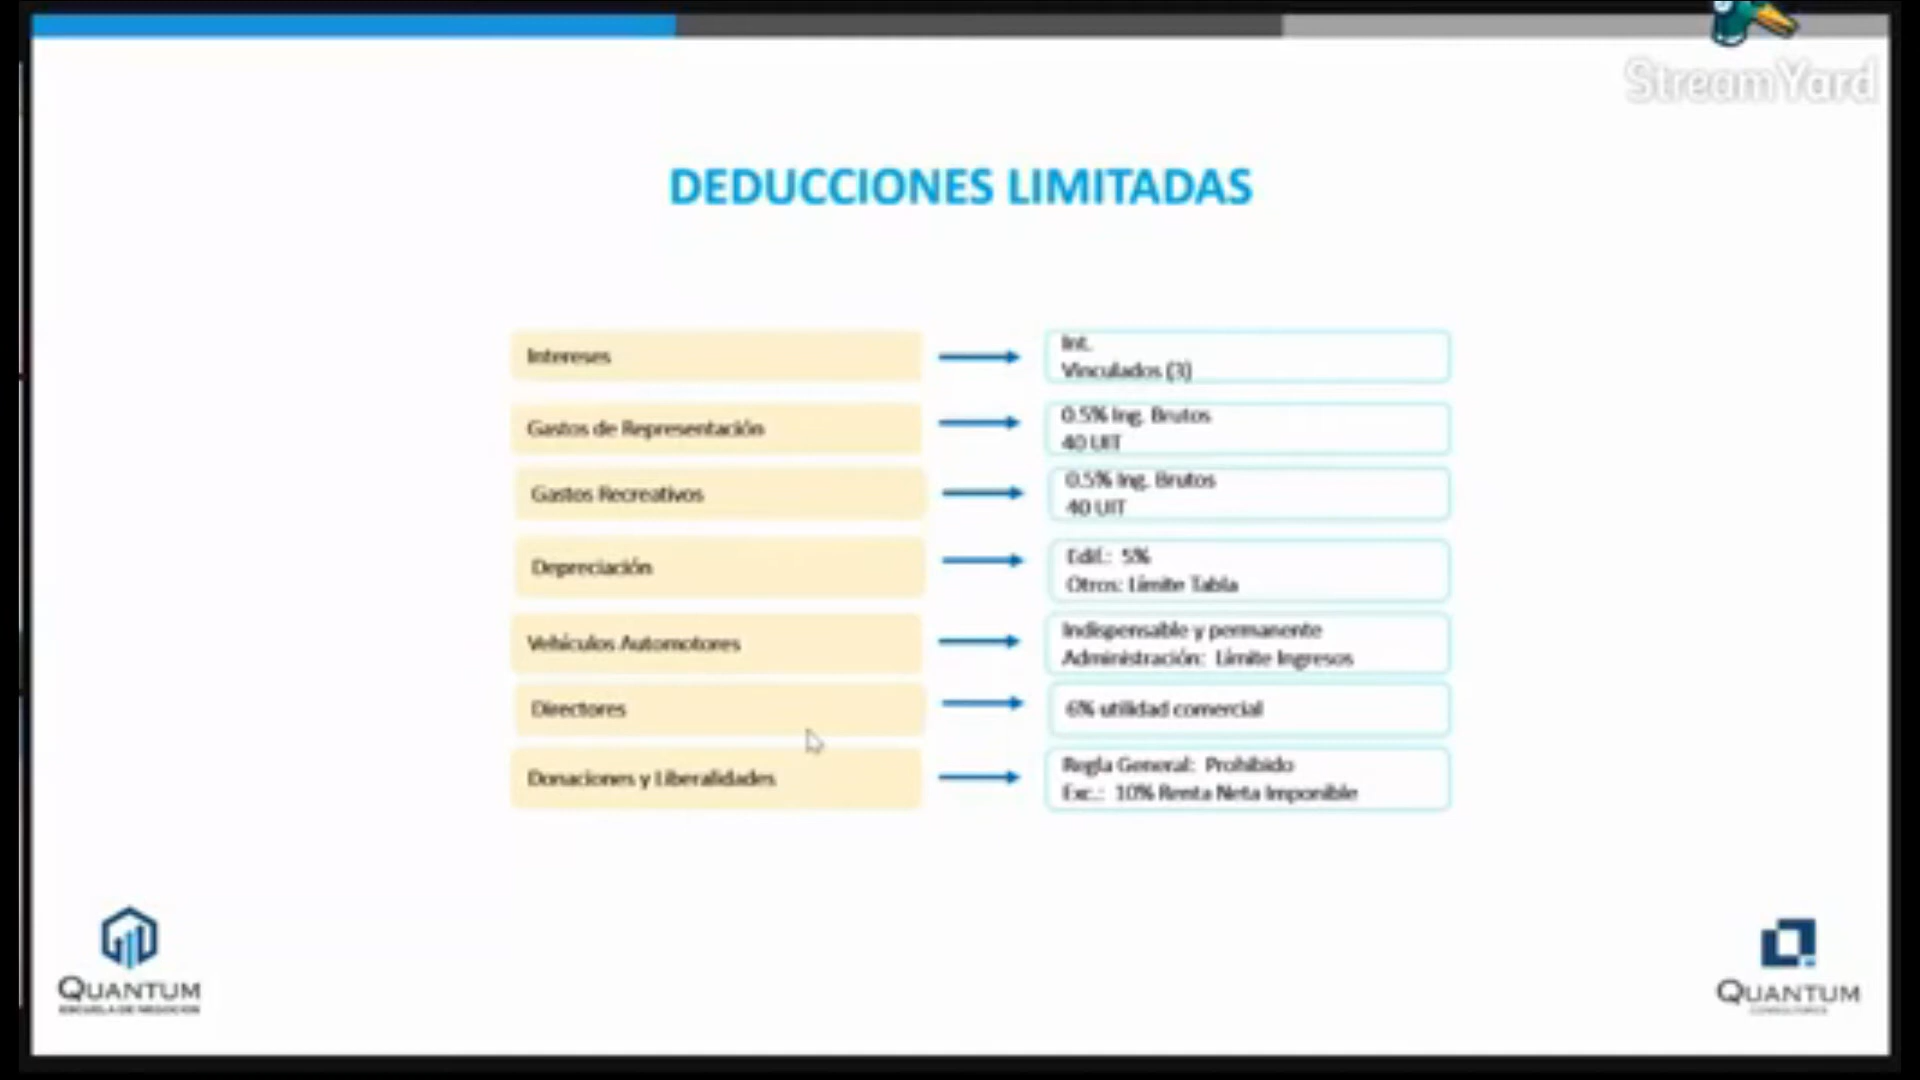 StreamYard
DEDUCCIONES LIMITADAS
Intereses
Int.
Vinculados (3)
Gastos de Representación
0.5% Ing. Brutos
40 UIT
Gastos Recreativos
0.5% Ing. Brutos
40 UIT
Depreciación
Edif.: 5%
Otros: Límite Tabla
Vehículos Automotores
Indispensable y permanente
Administración: Límite Ingresos
Directores
6% utilidad comercial
Donaciones y Liberalidades
Regla General: Prohibido
Exc.: 10% Renta Neta Imponible
QUANTUM
ESCUELA DE NEGOCIOS
QUANTUM